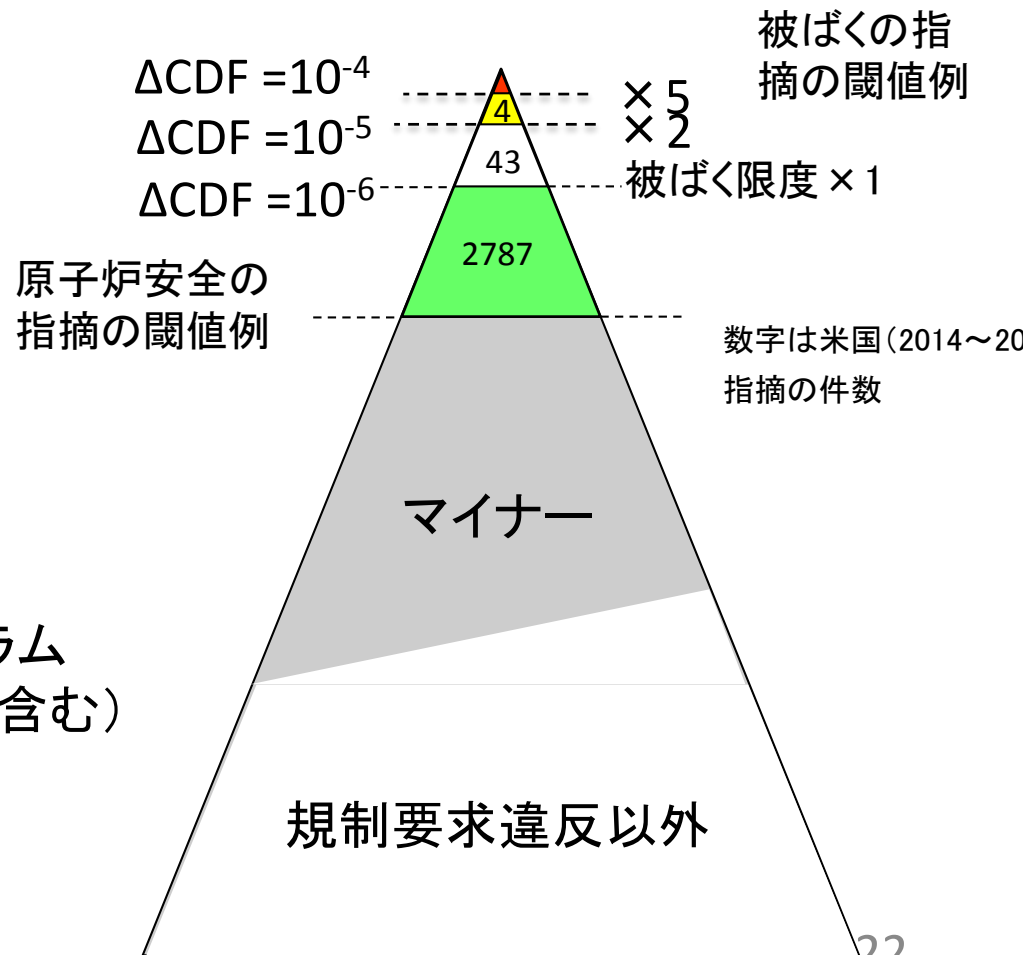 被ばくの指
摘の閾値例
ΔCDF =10⁻⁴
× 5
4
ΔCDF =10⁻⁵
× 2
43
被ばく限度 × 1
ΔCDF =10⁻⁶
2787
原子炉安全の
指摘の閾値例
数字は米国(2014～20
指摘の件数
マイナー
ラム
含む)
規制要求違反以外
22